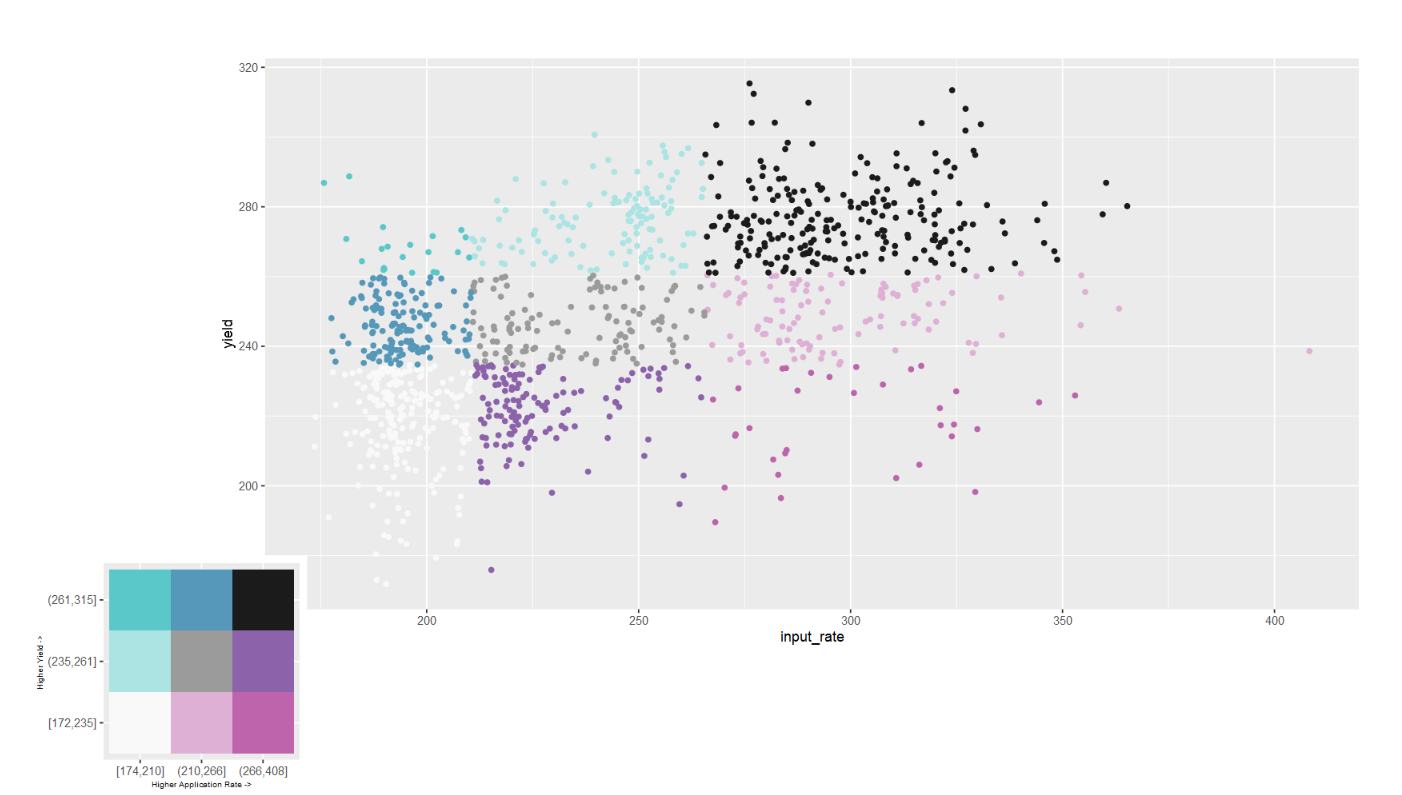 320
280
240
200
yield
200 250 300 350 400
input_rate
(261,315]
(235,261]
[172,235]
Higher Yield ->
[174,210] (210,266] (266,408]
Higher Application Rate ->